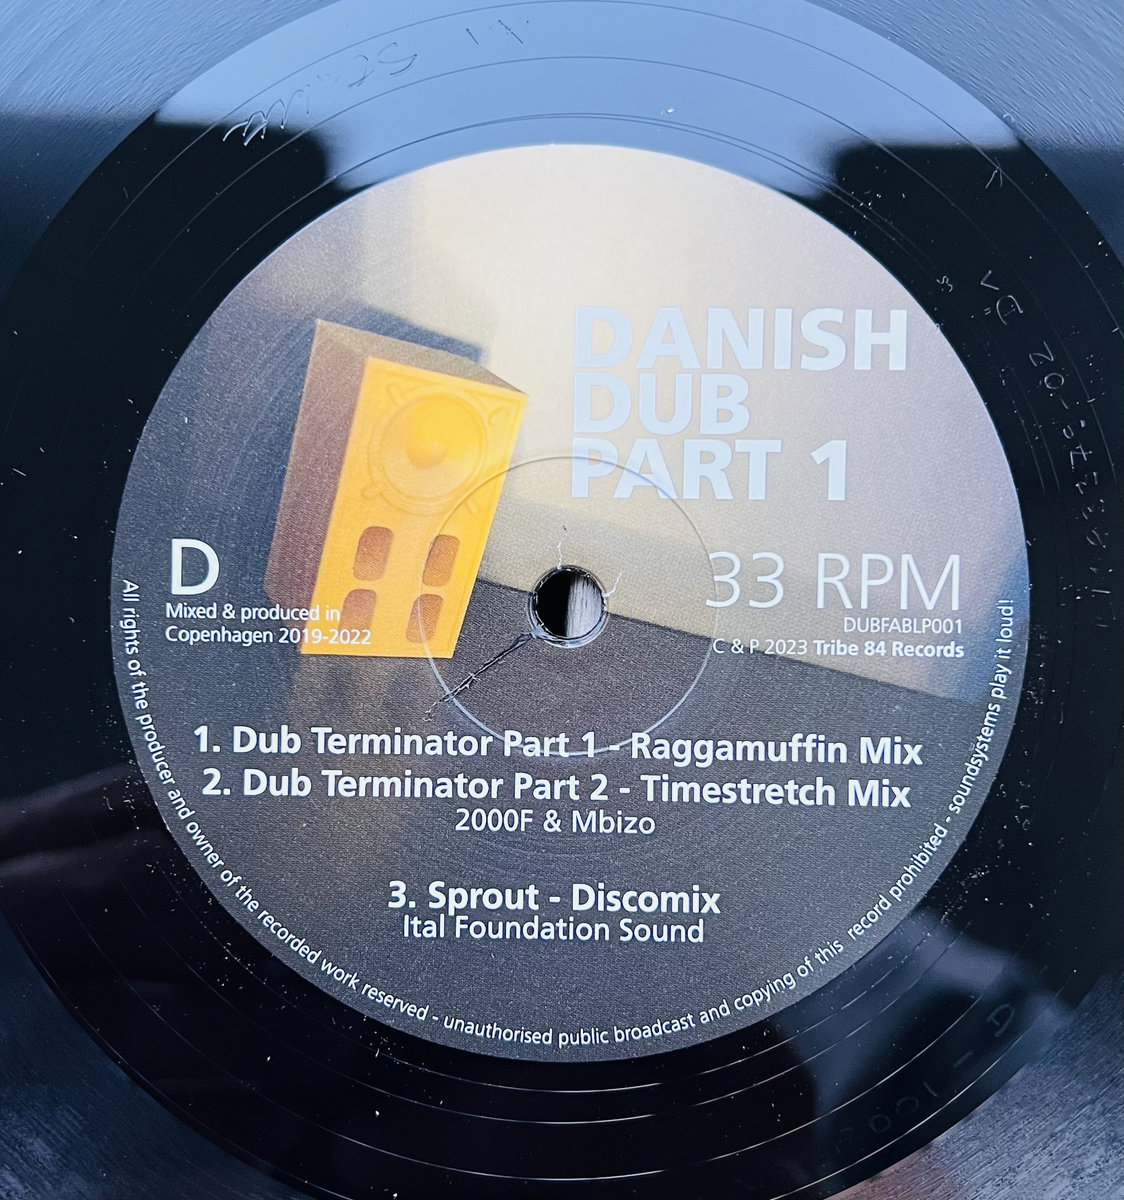 DANISH
DUB
PART 1
D
Mixed & produced in
Copenhagen 2019-2022
33 RPM
DUBFABLP001
C & P 2023 Tribe 84 Records
1. Dub Terminator Part 1 - Raggamuffin Mix
2. Dub Terminator Part 2 - Timestretch Mix
2000F & Mbizo
3. Sprout - Discomix
Ital Foundation Sound
All rights of the producer and owner of the recorded work reserved - unauthorised public broadcast and copying of this record prohibited - soundsystems play it loud!